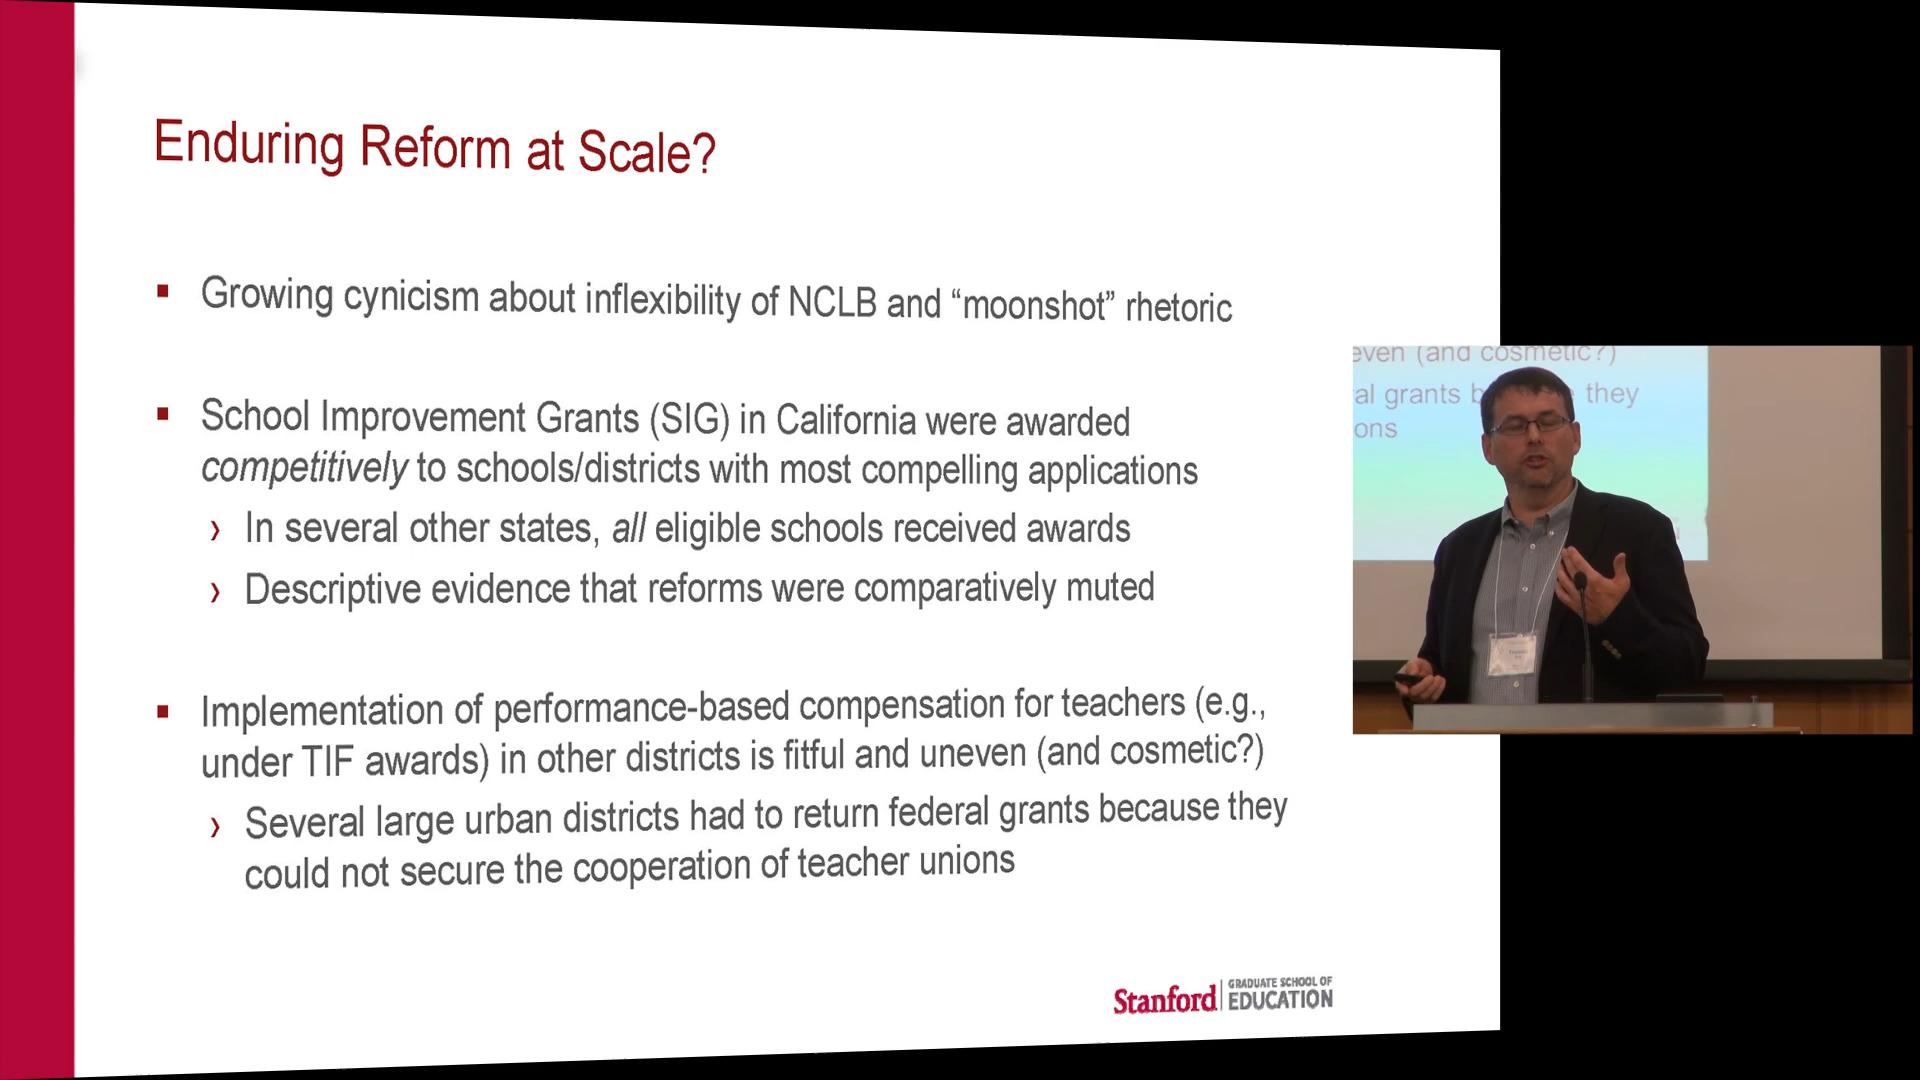 Enduring Reform at Scale?
▪ Growing cynicism about inflexibility of NCLB and “moonshot” rhetoric
▪ School Improvement Grants (SIG) in California were awarded
competitively to schools/districts with most compelling applications
› In several other states, all eligible schools received awards
› Descriptive evidence that reforms were comparatively muted
▪ Implementation of performance-based compensation for teachers (e.g.,
under TIF awards) in other districts is fitful and uneven (and cosmetic?)
› Several large urban districts had to return federal grants because they
could not secure the cooperation of teacher unions
Stanford GRADUATE SCHOOL OF
EDUCATION
even (and cosmetic?)
al grants they
ons